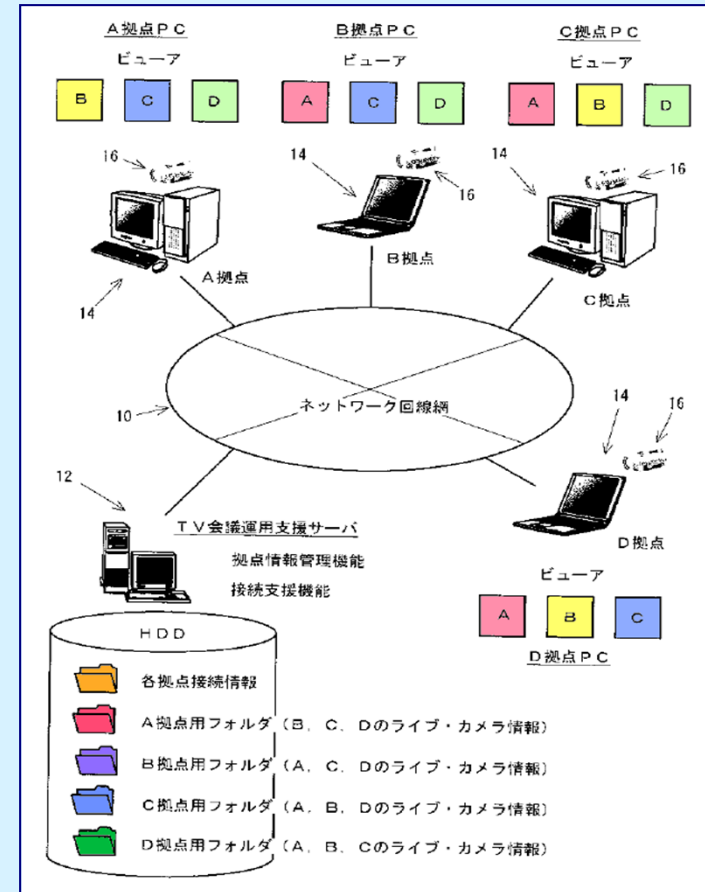 A拠点PC
ビューア
B C D
B拠点PC
ビューア
A C D
C拠点PC
ビューア
A B D
16
14
A拠点
14
16
B拠点
14
16
C拠点
10
ネットワーク回線網
14
16
D拠点
ビューア
A B C
D拠点PC
12
TV会議運用支援サーバ
拠点情報管理機能
接続支援機能
HDD
各拠点接続情報
A拠点用フォルダ(B, C, Dのライブ・カメラ情報)
B拠点用フォルダ(A, C, Dのライブ・カメラ情報)
C拠点用フォルダ(A, B, Dのライブ・カメラ情報)
D拠点用フォルダ(A, B, Cのライブ・カメラ情報)